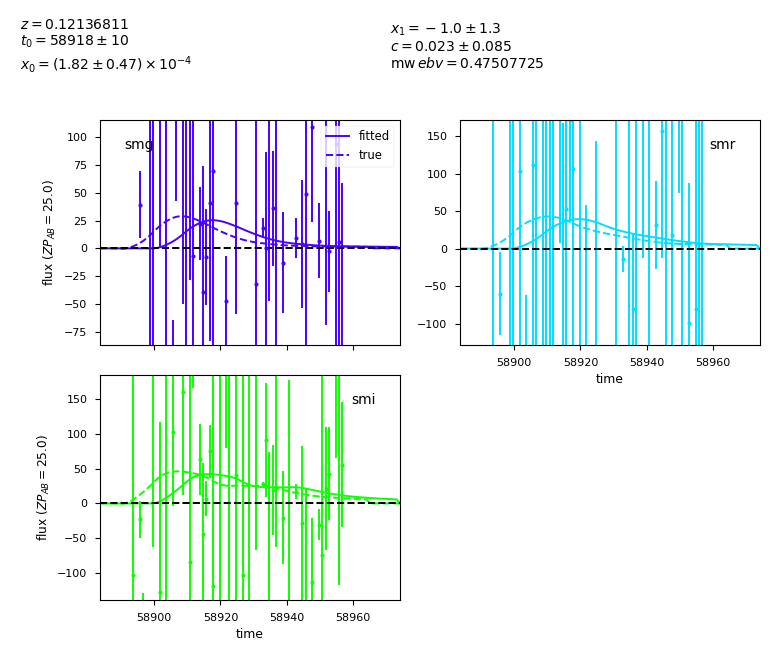 z = 0.12136811
t₀ = 58918 ± 10
x₀ = (1.82 ± 0.47) × 10⁻⁴
x₁ = −1.0 ± 1.3
c = 0.023 ± 0.085
mw ebv = 0.47507725
smg
fitted
true
100
75
50
25
0
−25
−50
−75
flux (ZP_AB = 25.0)
smr
150
100
50
0
−50
−100
58900 58920 58940 58960
time
smi
150
100
50
0
−50
−100
flux (ZP_AB = 25.0)
58900 58920 58940 58960
time